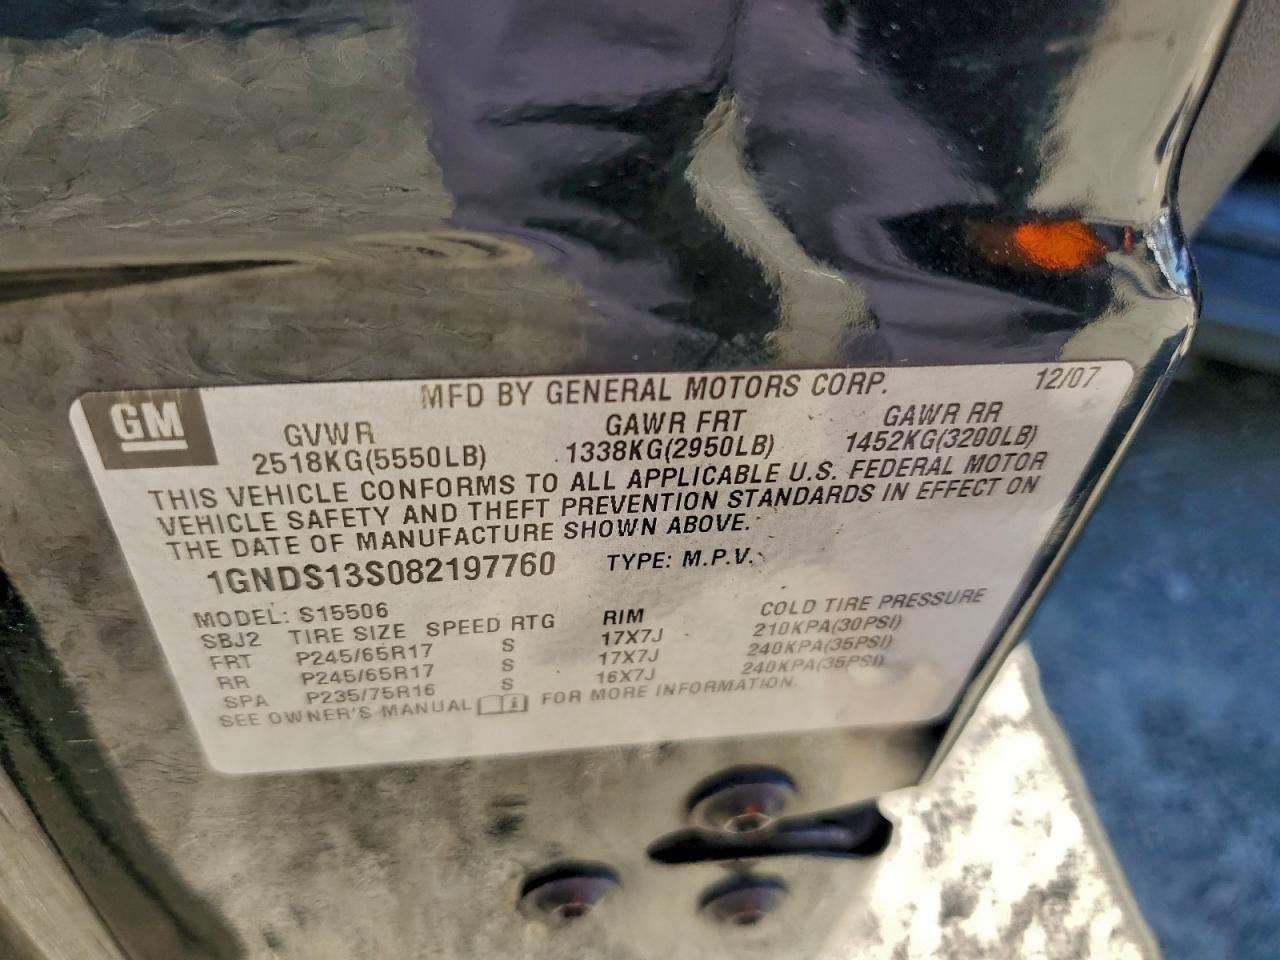 MFD BY GENERAL MOTORS CORP. 12/07
GM
GVWR GAWR FRT GAWR RR
2518KG(5550LB) 1338KG(2950LB) 1452KG(3200LB)
THIS VEHICLE CONFORMS TO ALL APPLICABLE U.S. FEDERAL MOTOR
VEHICLE SAFETY AND THEFT PREVENTION STANDARDS IN EFFECT ON
THE DATE OF MANUFACTURE SHOWN ABOVE.
1GNDS13S082197760 TYPE: M.P.V.
MODEL: S15506
SBJ2 TIRE SIZE SPEED RTG RIM COLD TIRE PRESSURE
FRT P245/65R17 S 17X7J 210KPA(30PSI)
RR P245/65R17 S 17X7J 240KPA(35PSI)
SPA P235/75R16 S 16X7J 240KPA(35PSI)
SEE OWNER'S MANUAL FOR MORE INFORMATION.